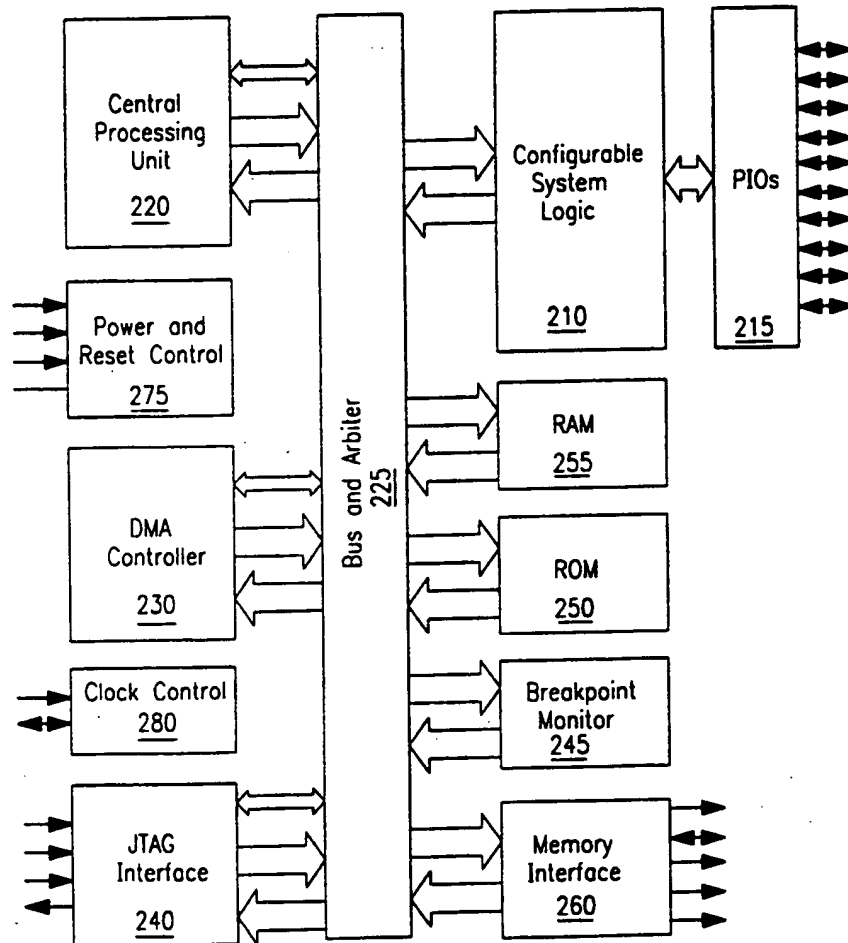 Central
Processing
Unit
220
Configurable
System
Logic
210
PIOs
215
Power and
Reset Control
275
Bus and Arbiter
225
RAM
255
DMA
Controller
230
ROM
250
Clock Control
280
Breakpoint
Monitor
245
JTAG
Interface
240
Memory
Interface
260